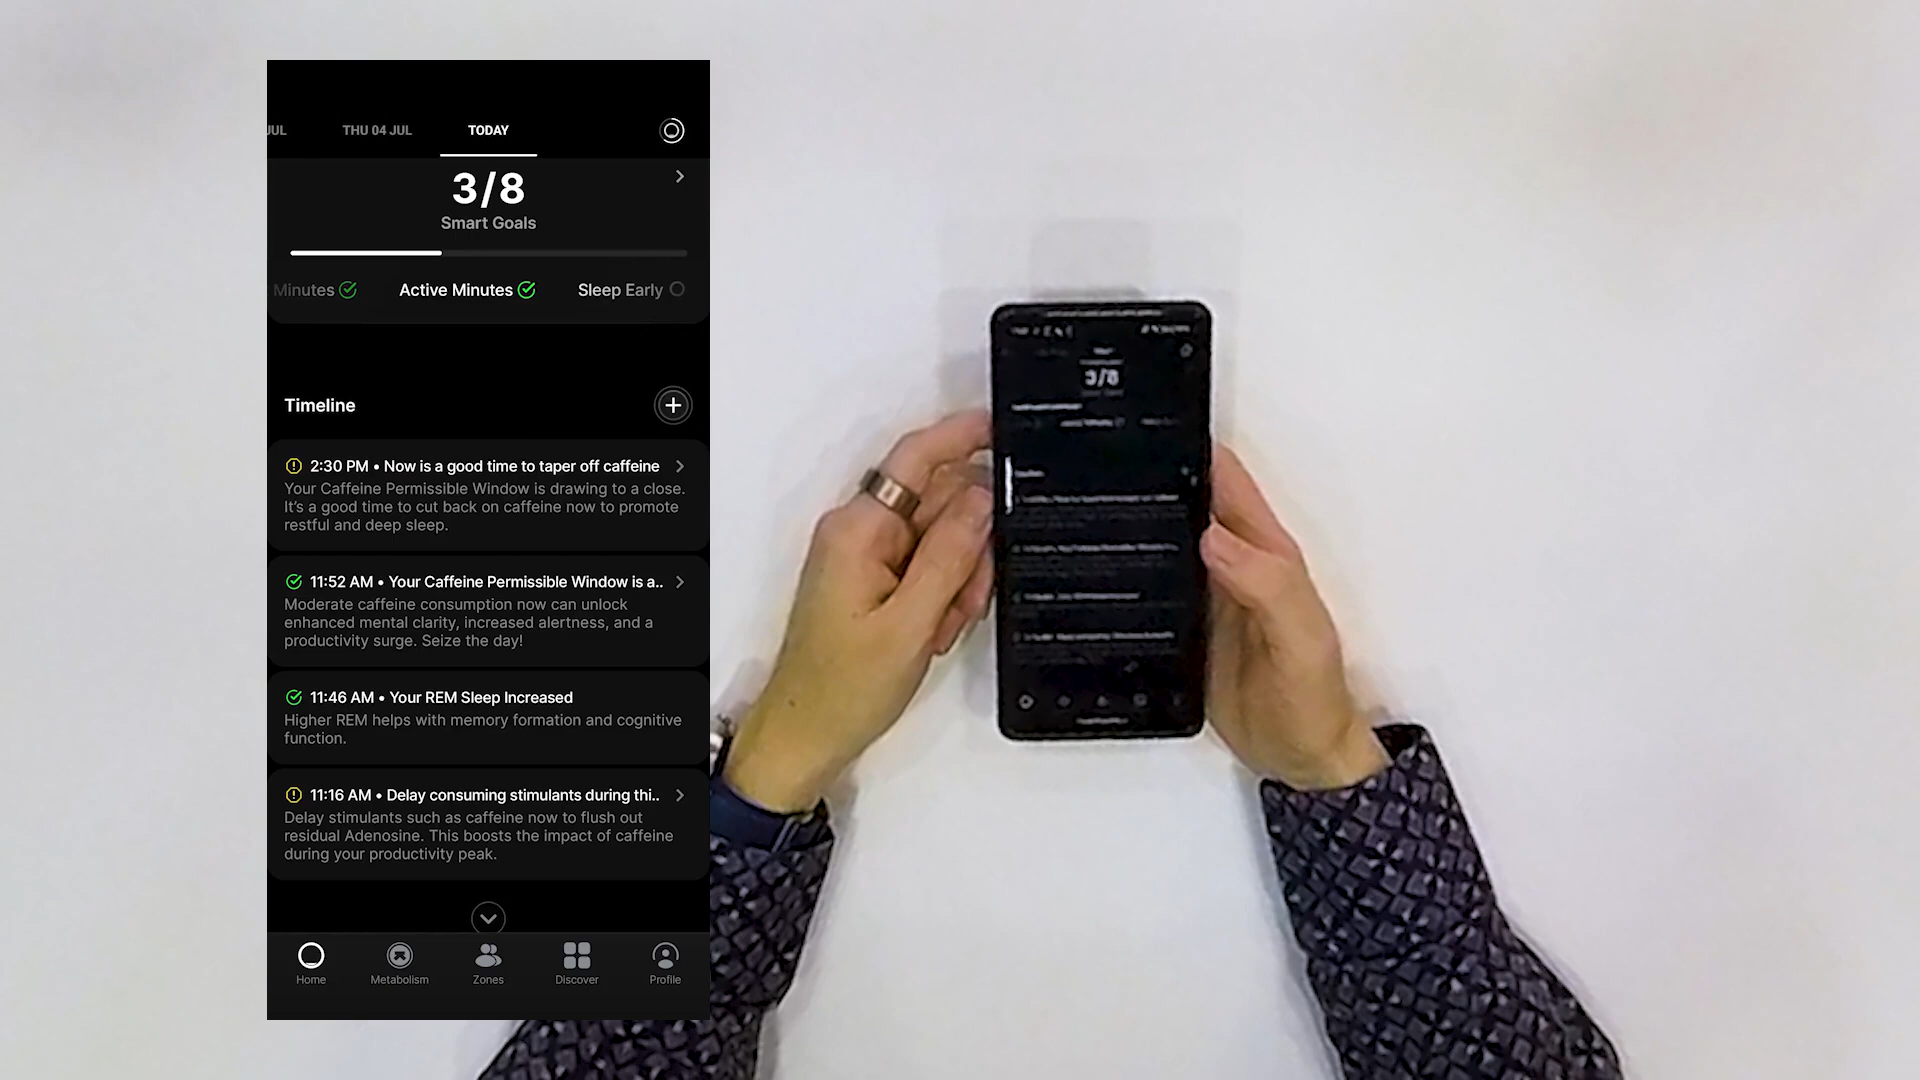 JUL THU 04 JUL TODAY
3/8
Smart Goals
Minutes Active Minutes Sleep Early
Timeline
2:30 PM • Now is a good time to taper off caffeine
Your Caffeine Permissible Window is drawing to a close.
It's a good time to cut back on caffeine now to promote
restful and deep sleep.
11:52 AM • Your Caffeine Permissible Window is a..
Moderate caffeine consumption now can unlock
enhanced mental clarity, increased alertness, and a
productivity surge. Seize the day!
11:46 AM • Your REM Sleep Increased
Higher REM helps with memory formation and cognitive
function.
11:16 AM • Delay consuming stimulants during thi..
Delay stimulants such as caffeine now to flush out
residual Adenosine. This boosts the impact of caffeine
during your productivity peak.
Home Metabolism Zones Discover Profile
3/8